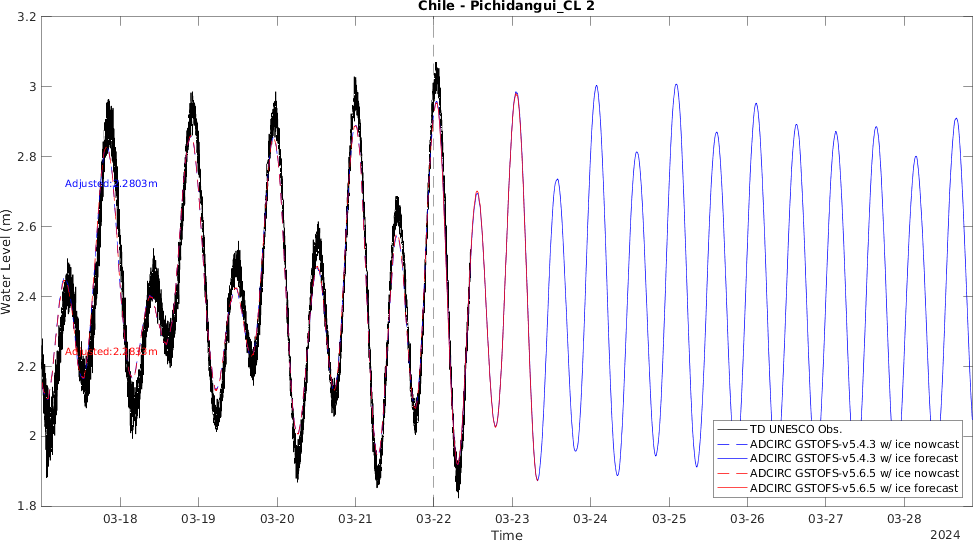 Chile - Pichidangui_CL 2
3.2
3
2.8
2.6
2.4
2.2
2
1.8
Water Level (m)
Adjusted:2.2803m
Adjusted:2.2833m
TD UNESCO Obs.
ADCIRC GSTOFS-v5.4.3 w/ ice nowcast
ADCIRC GSTOFS-v5.4.3 w/ ice forecast
ADCIRC GSTOFS-v5.6.5 w/ ice nowcast
ADCIRC GSTOFS-v5.6.5 w/ ice forecast
03-18 03-19 03-20 03-21 03-22 03-23 03-24 03-25 03-26 03-27 03-28
Time
2024